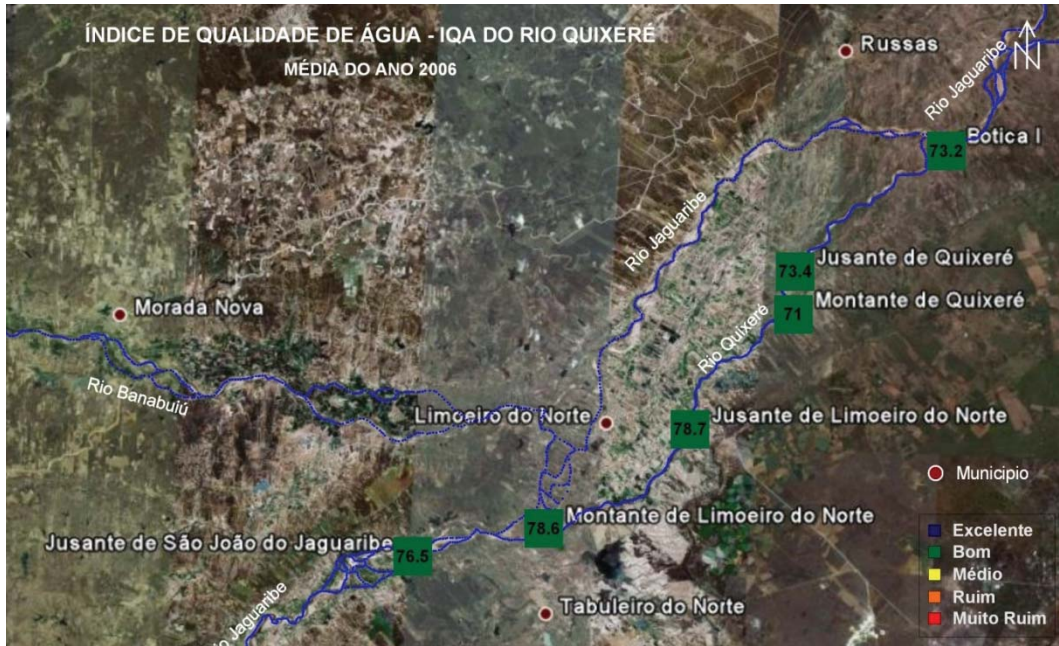 ÍNDICE DE QUALIDADE DE ÁGUA - IQA DO RIO QUIXERÉ
MÉDIA DO ANO 2006
Russas
N
Rio Jaguaribe
Botica I
73.2
Rio Jaguaribe
Jusante de Quixeré
73.4
Montante de Quixeré
71
Morada Nova
Rio Quixeré
Rio Banabuiú
Limoeiro do Norte
Jusante de Limoeiro do Norte
78.7
Município
Montante de Limoeiro do Norte
78.6
Jusante de São João do Jaguaribe
76.5
Tabuleiro do Norte
Rio Jaguaribe
Excelente
Bom
Médio
Ruim
Muito Ruim